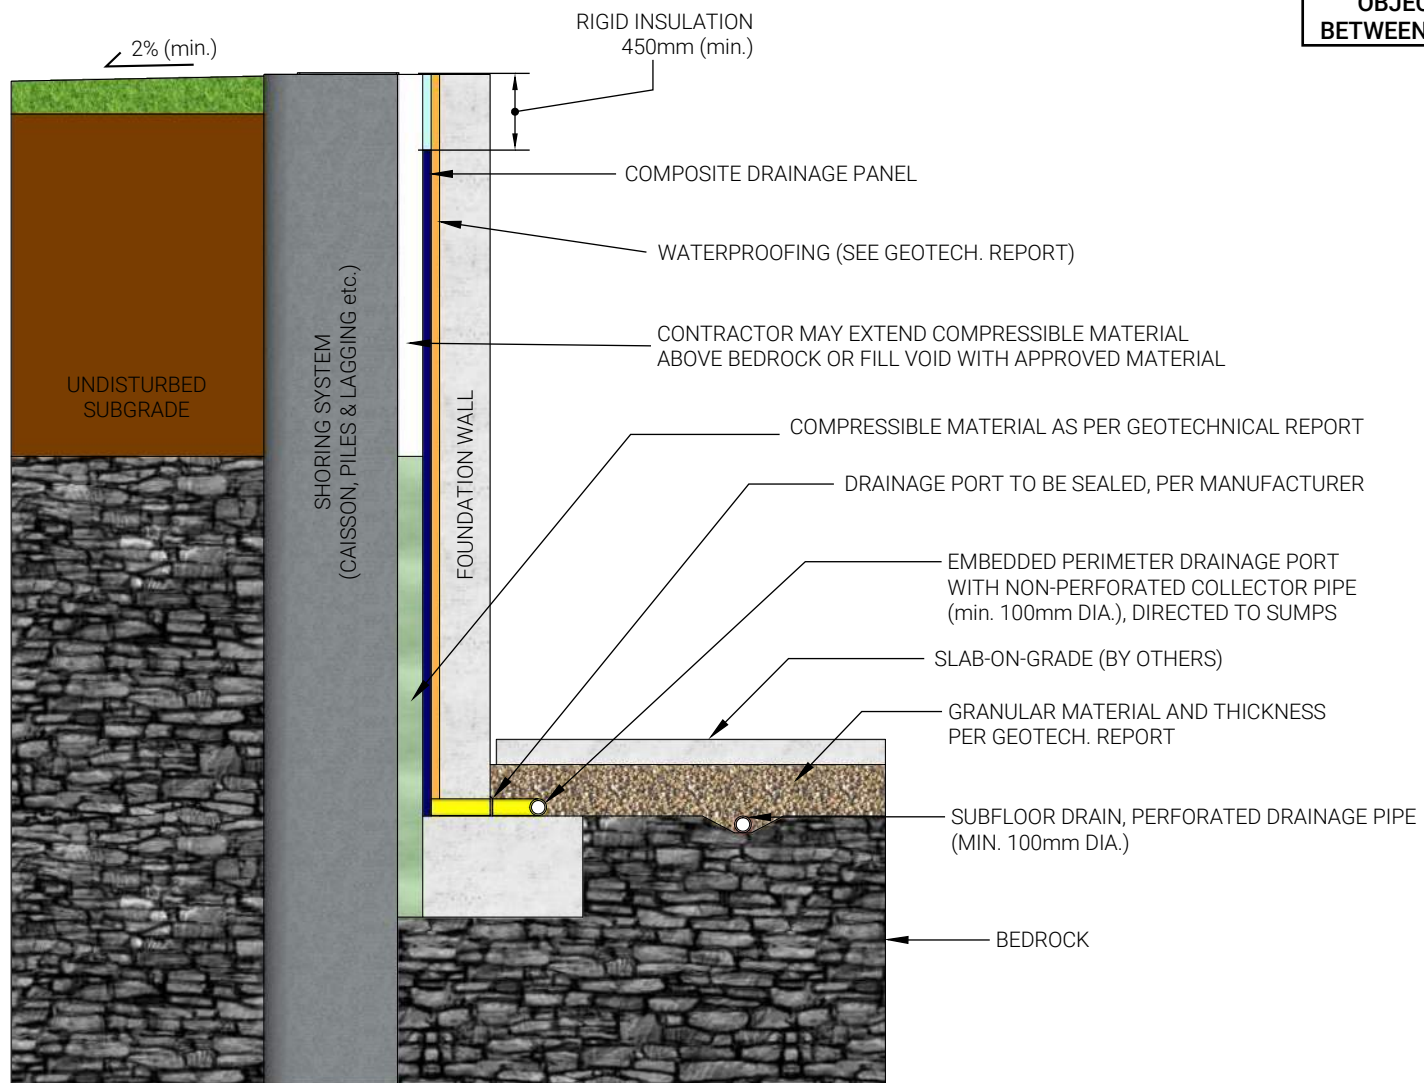 OBJEC
BETWEEN
RIGID INSULATION
450mm (min.)
2% (min.)
COMPOSITE DRAINAGE PANEL
WATERPROOFING (SEE GEOTECH. REPORT)
CONTRACTOR MAY EXTEND COMPRESSIBLE MATERIAL
ABOVE BEDROCK OR FILL VOID WITH APPROVED MATERIAL
UNDISTURBED
SUBGRADE
SHORING SYSTEM
(CAISSON, PILES & LAGGING etc.)
FOUNDATION WALL
COMPRESSIBLE MATERIAL AS PER GEOTECHNICAL REPORT
DRAINAGE PORT TO BE SEALED, PER MANUFACTURER
EMBEDDED PERIMETER DRAINAGE PORT
WITH NON-PERFORATED COLLECTOR PIPE
(min. 100mm DIA.), DIRECTED TO SUMPS
SLAB-ON-GRADE (BY OTHERS)
GRANULAR MATERIAL AND THICKNESS
PER GEOTECH. REPORT
SUBFLOOR DRAIN, PERFORATED DRAINAGE PIPE
(MIN. 100mm DIA.)
BEDROCK